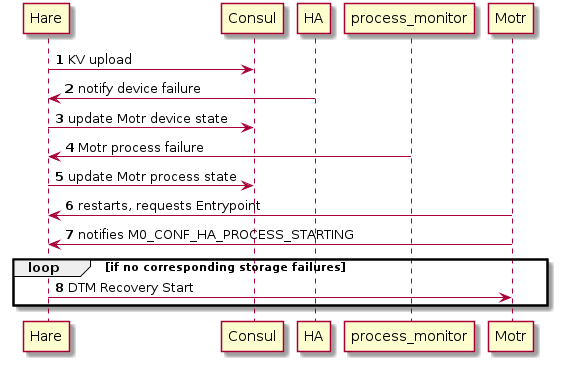 Hare Consul HA process_monitor Motr
1 KV upload
2 notify device failure
3 update Motr device state
4 Motr process failure
5 update Motr process state
6 restarts, requests Entrypoint
7 notifies M0_CONF_HA_PROCESS_STARTING
loop [if no corresponding storage failures]
8 DTM Recovery Start
Hare Consul HA process_monitor Motr